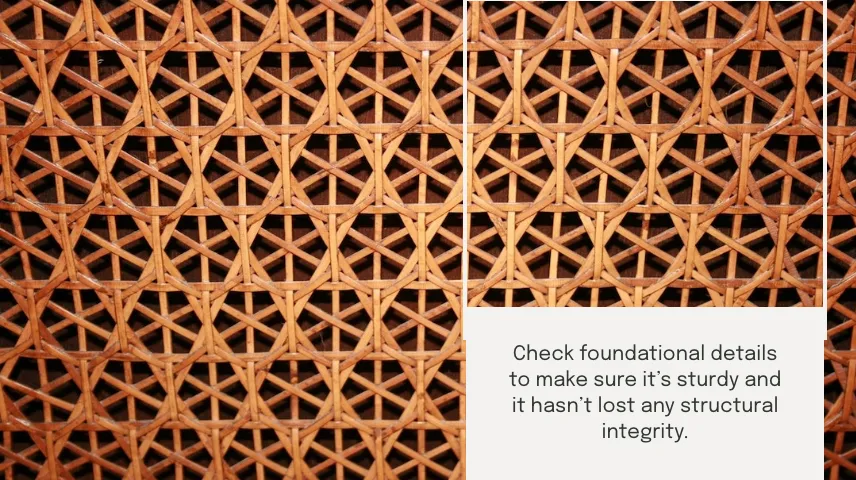 Check foundational details
to make sure it's sturdy and
it hasn't lost any structural
integrity.